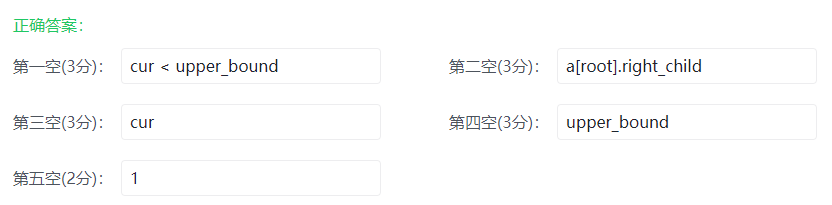 正确答案：
第一空(3分)： cur < upper_bound 第二空(3分)： a[root].right_child
第三空(3分)： cur 第四空(3分)： upper_bound
第五空(2分)： 1